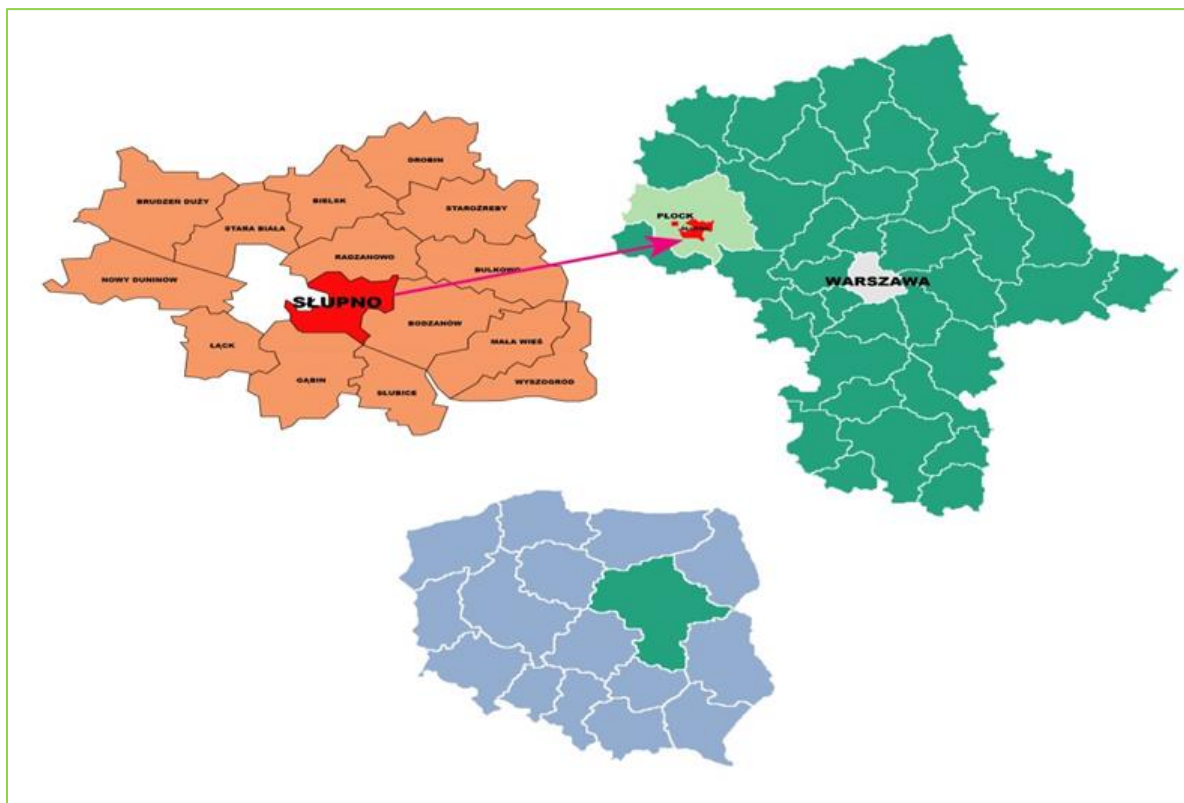 DROBIN
BRUDZEŃ DUŻY
BIELSK
STAROŹREBY
STARA BIAŁA
RADZANOWO
NOWY DUNINÓW
BULKOWO
SŁUPNO
BODZANÓW
ŁĄCK
MAŁA WIEŚ
GĄBIN
SŁUBICE
WYSZOGRÓD
PŁOCK
WARSZAWA